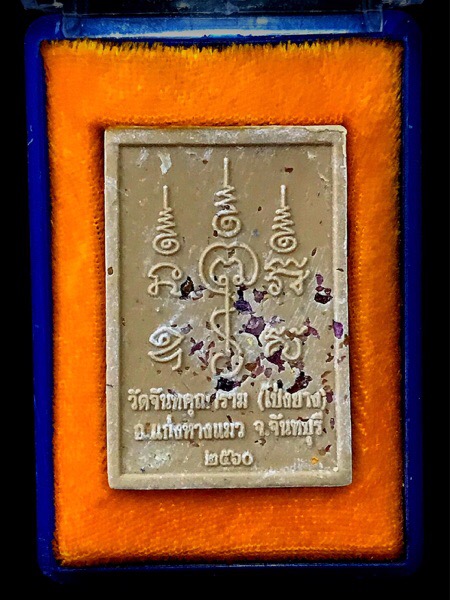 วัดจันทคุณาราม (โป่งยาง)
อ.แก่งหางแมว จ.จันทบุรี
๒๕๖๐